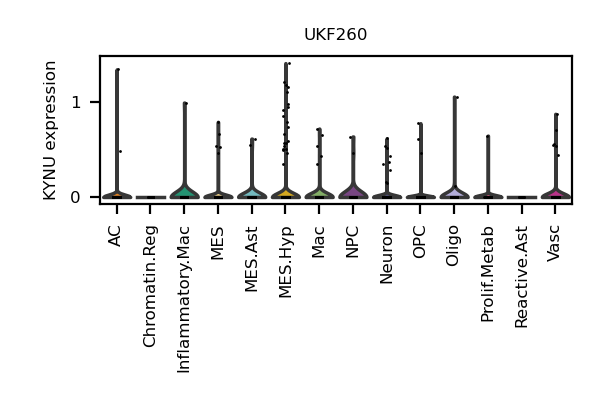 UKF260
KYNU expression
1
0
AC
Chromatin.Reg
Inflammatory.Mac
MES
MES.Ast
MES.Hyp
Mac
NPC
Neuron
OPC
Oligo
Prolif.Metab
Reactive.Ast
Vasc